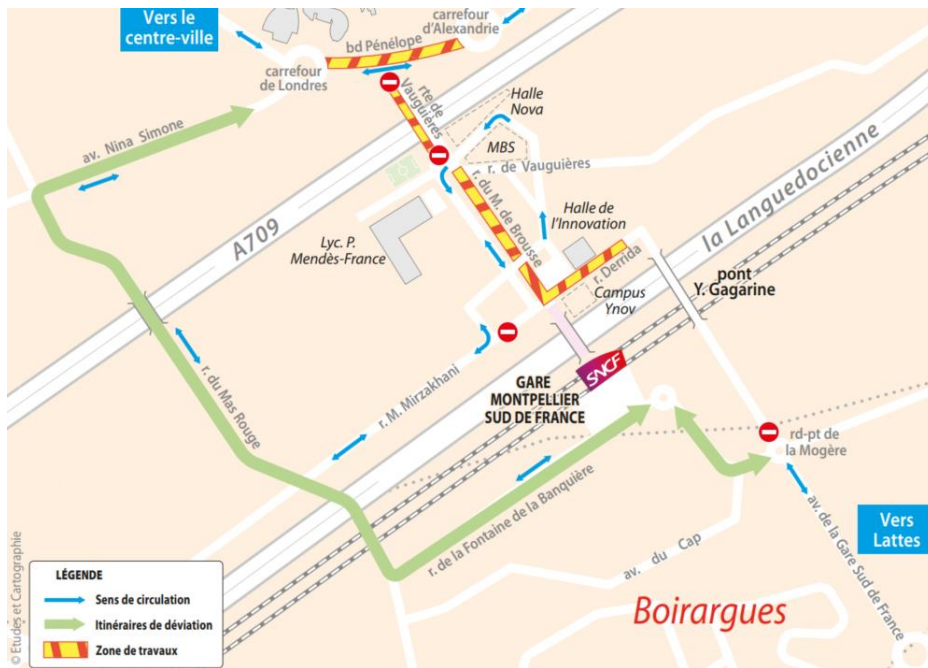 Vers le
centre-ville
carrefour
d'Alexandrie
bd Pénélope
carrefour
de Londres
rte de
Vauguières
Halle
Nova
MBS
av. Nina Simone
r. de Vauguières
r. du M. de Brousse
la Languedocienne
A709
Lyc. P.
Mendès-France
Halle de
l'Innovation
r. Derrida
pont
Y. Gagarine
Campus
Ynov
SNCF
r. du Mas Rouge
r. M. Mirzakhani
GARE
MONTPELLIER
SUD DE FRANCE
rd-pt de
la Mogère
r. de la Fontaine de la Banquière
av. de la Gare Sud de France
Vers
Lattes
av. du Cap
Boirargues
© Etudes et Cartographie
LÉGENDE
Sens de circulation
Itinéraires de déviation
Zone de travaux